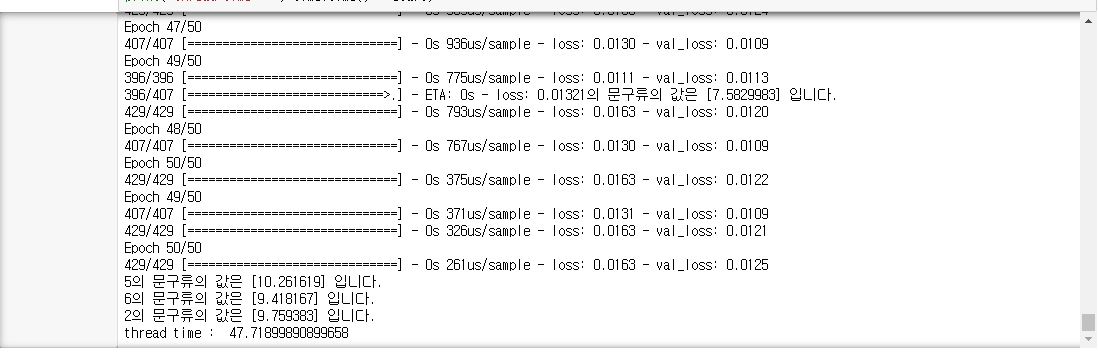 Epoch 47/50
407/407 [==============================] - 0s 936us/sample - loss: 0.0130 - val_loss: 0.0109
Epoch 49/50
396/396 [==============================] - 0s 775us/sample - loss: 0.0111 - val_loss: 0.0113
396/407 [============================>.] - ETA: 0s - loss: 0.01321의 문구류의 값은 [7.5829983] 입니다.
429/429 [==============================] - 0s 793us/sample - loss: 0.0163 - val_loss: 0.0120
Epoch 48/50
407/407 [==============================] - 0s 767us/sample - loss: 0.0130 - val_loss: 0.0109
Epoch 50/50
429/429 [==============================] - 0s 375us/sample - loss: 0.0163 - val_loss: 0.0122
Epoch 49/50
407/407 [==============================] - 0s 371us/sample - loss: 0.0131 - val_loss: 0.0109
429/429 [==============================] - 0s 326us/sample - loss: 0.0163 - val_loss: 0.0121
Epoch 50/50
429/429 [==============================] - 0s 261us/sample - loss: 0.0163 - val_loss: 0.0125
5의 문구류의 값은 [10.261619] 입니다.
6의 문구류의 값은 [9.418167] 입니다.
2의 문구류의 값은 [9.759383] 입니다.
thread time :  47.71899890899658